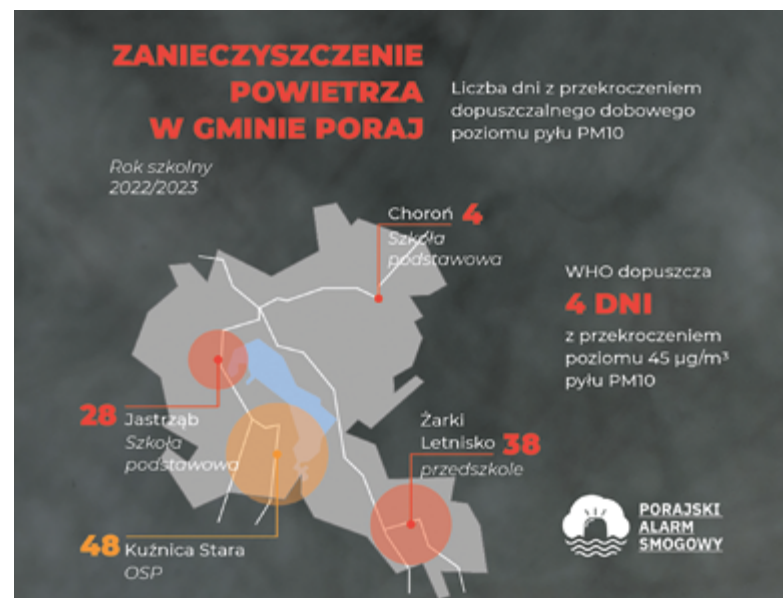 ZANIECZYSZCZENIE
POWIETRZA
W GMINIE PORAJ
Liczba dni z przekroczeniem
dopuszczalnego dobowego
poziomu pyłu PM10
Rok szkolny
2022/2023
Choroń 4
Szkoła
podstawowa
WHO dopuszcza
4 DNI
z przekroczeniem
poziomu 45 µg/m³
pyłu PM10
28 Jastrząb
Szkoła
podstawowa
Żarki
Letnisko 38
przedszkole
48 Kuźnica Stara
OSP
PORAJSKI
ALARM
SMOGOWY